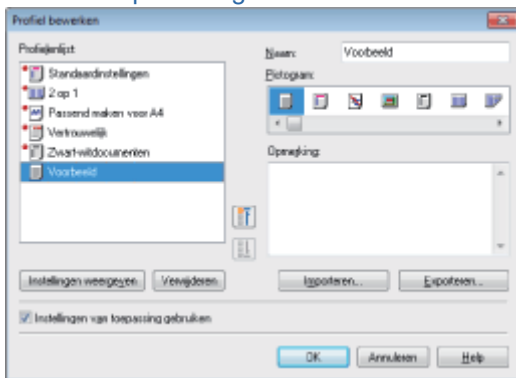 Profiel bewerken
Profielenlijst:
Standaardinstellingen
2 op 1
Passend maken voor A4
Vertrouwelijk
Zwart-witdocumenten
Voorbeeld
Naam:
Voorbeeld
Pictogram:
Opmerking:
Instellingen weergeven
Verwijderen
Importeren...
Exporteren...
Instellingen van toepassing gebruiken
OK
Annuleren
Help